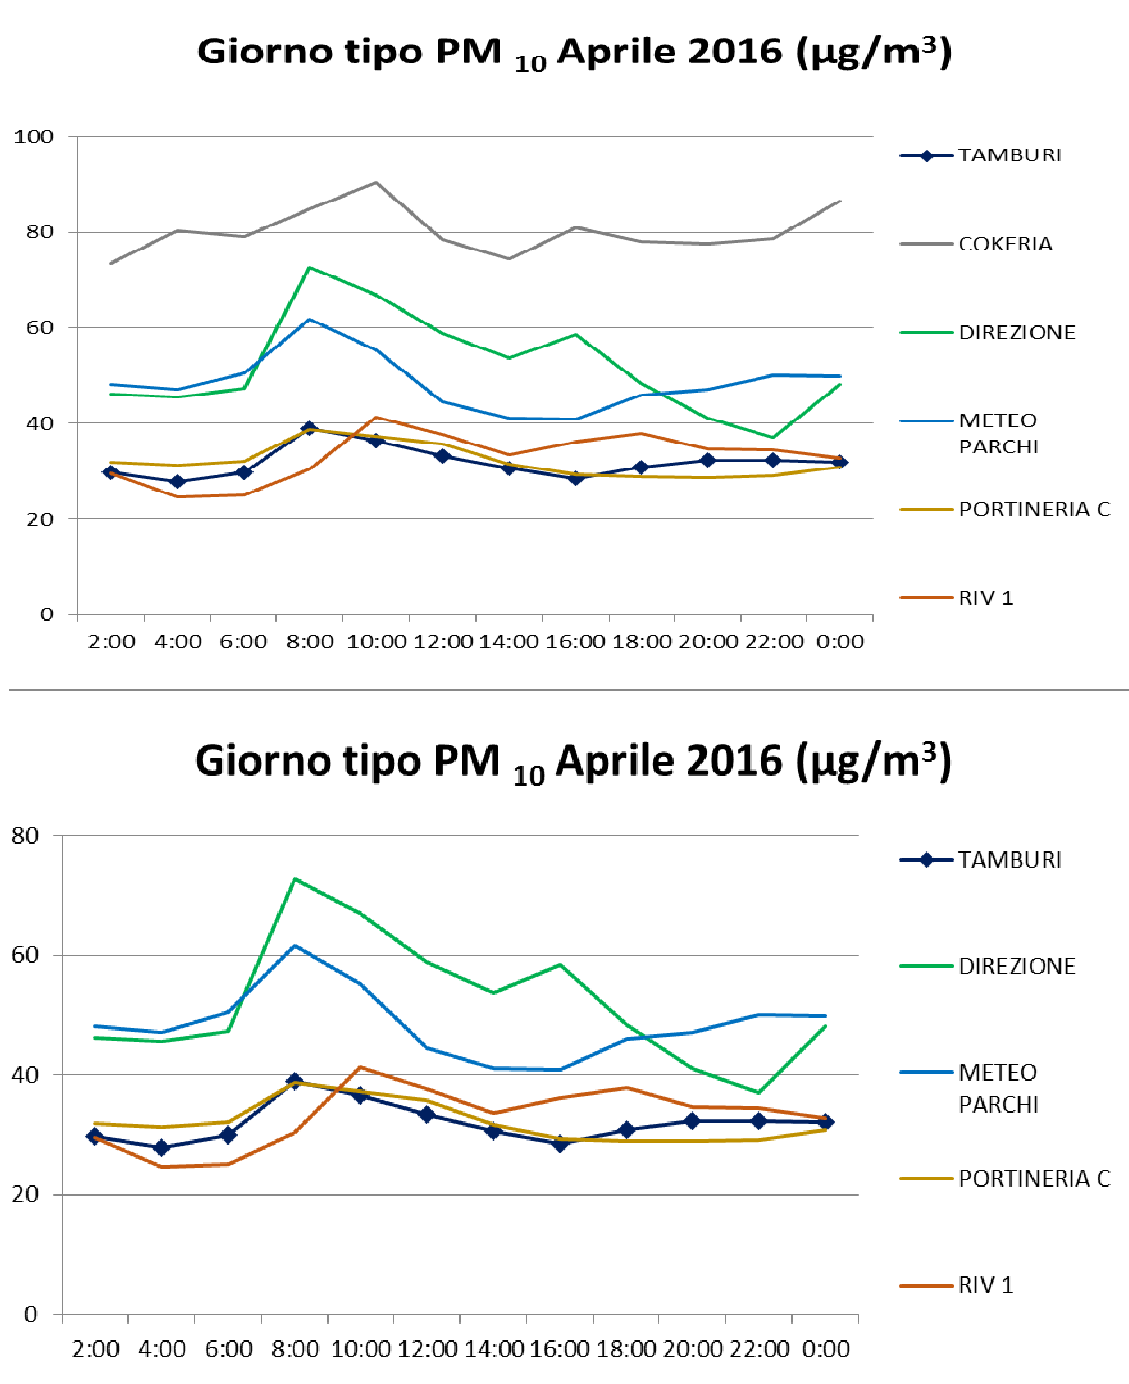 Giorno tipo PM 10 Aprile 2016 (µg/m³)
100
80
60
40
20
0
2:00 4:00 6:00 8:00 10:00 12:00 14:00 16:00 18:00 20:00 22:00 0:00
TAMBURI
COKERIA
DIREZIONE
METEO
PARCHI
PORTINERIA C
RIV 1
Giorno tipo PM 10 Aprile 2016 (µg/m³)
80
60
40
20
0
2:00 4:00 6:00 8:00 10:00 12:00 14:00 16:00 18:00 20:00 22:00 0:00
TAMBURI
DIREZIONE
METEO
PARCHI
PORTINERIA C
RIV 1